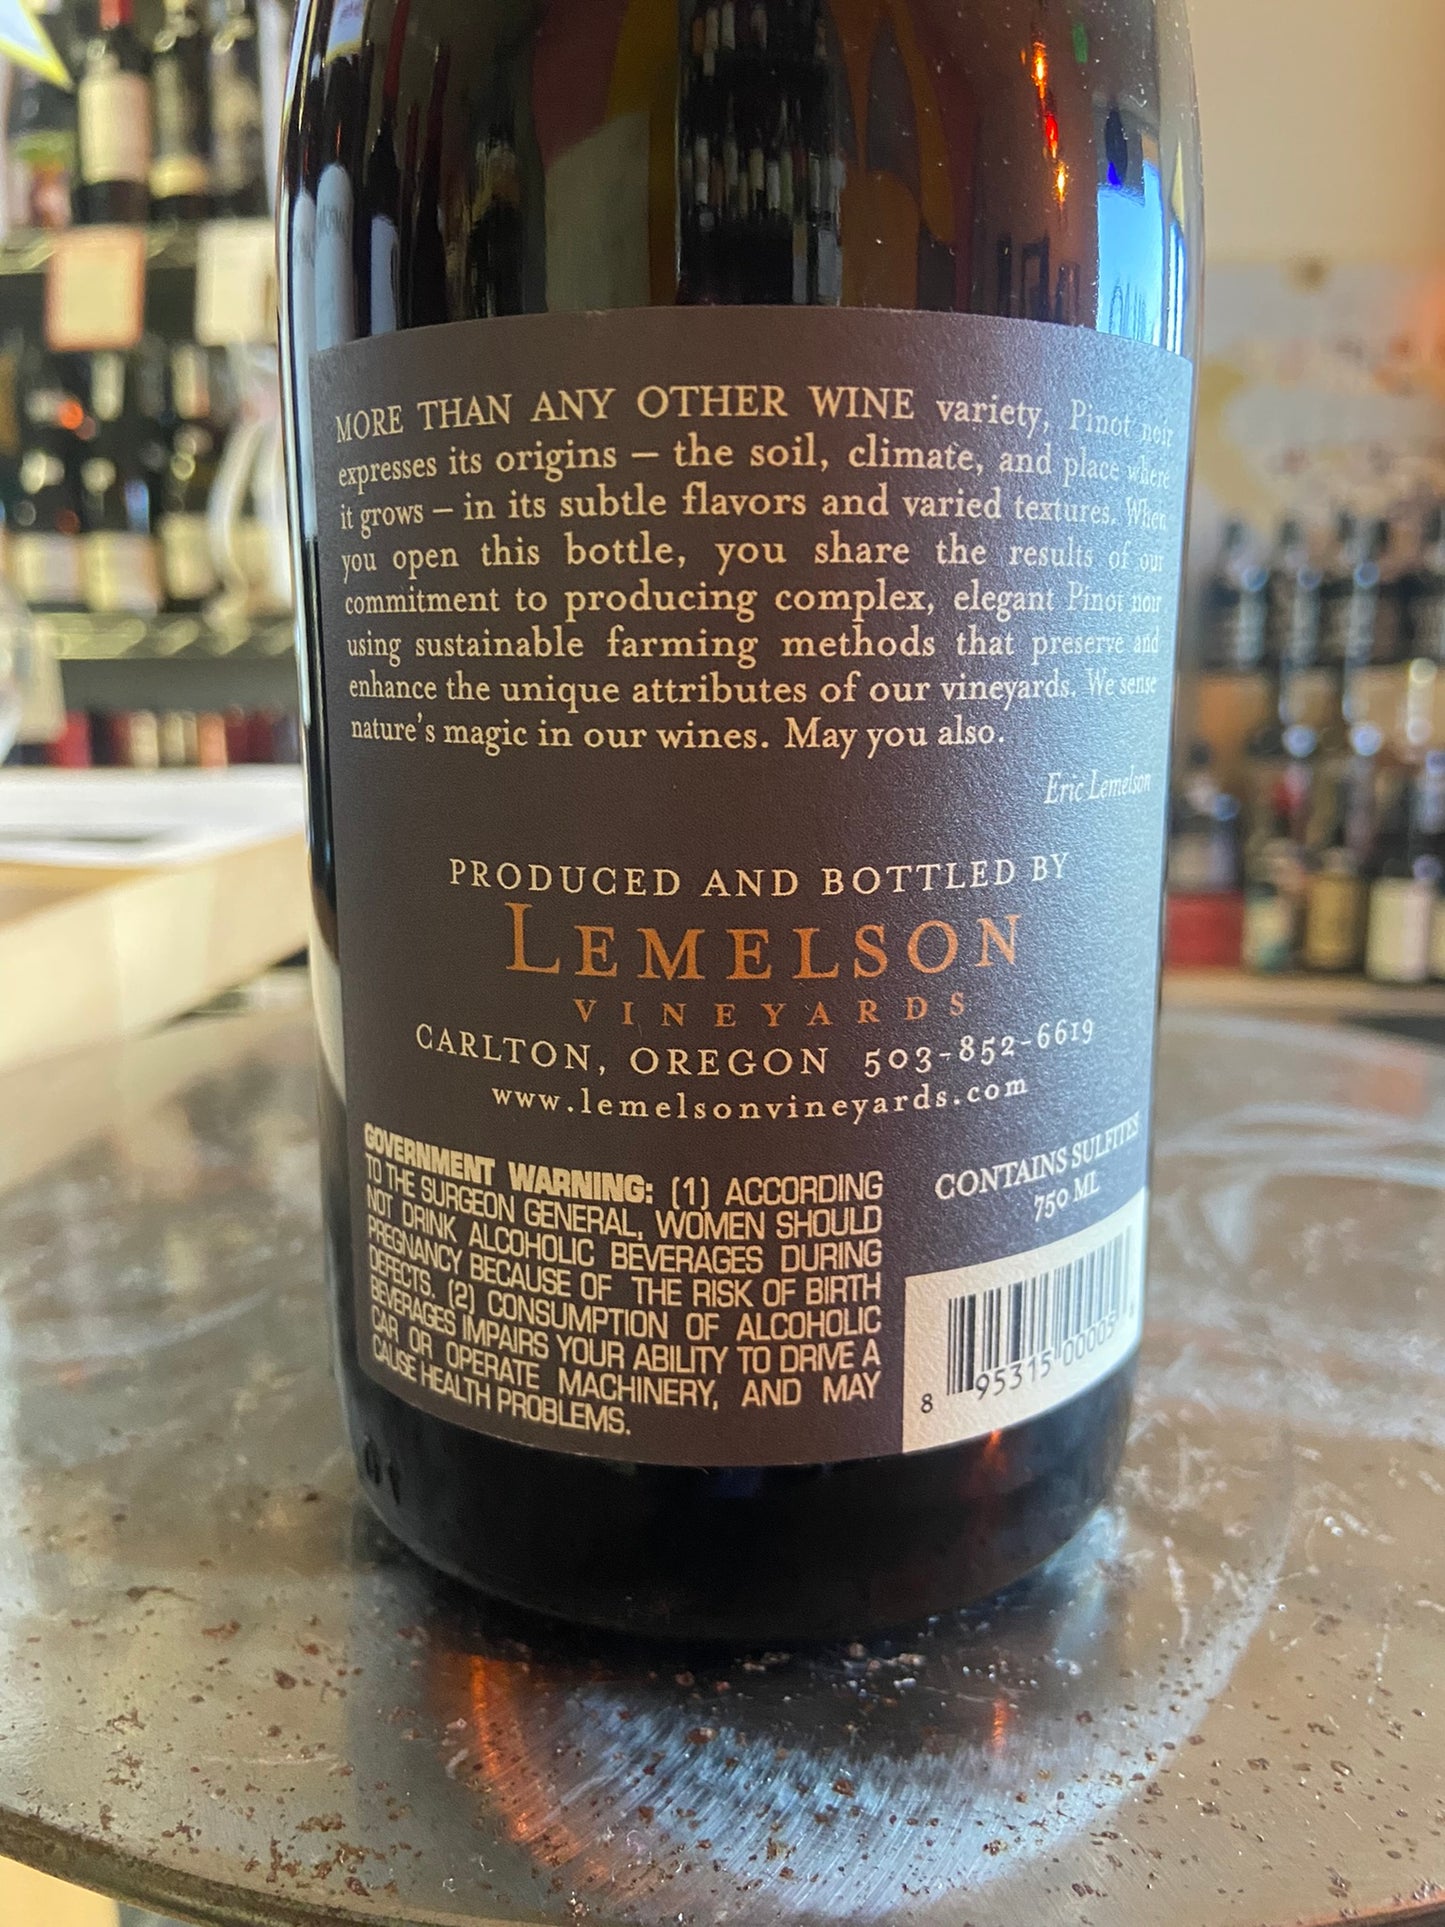 MORE THAN ANY OTHER WINE variety, Pinot noir
expresses its origins — the soil, climate, and place where
it grows — in its subtle flavors and varied textures. When
you open this bottle, you share the results of our
commitment to producing complex, elegant Pinot noir
using sustainable farming methods that preserve and
enhance the unique attributes of our vineyards. We sense
nature's magic in our wines. May you also.
Eric Lemelson
PRODUCED AND BOTTLED BY
LEMELSON
VINEYARDS
CARLTON, OREGON 503-852-6619
www.lemelsonvineyards.com
GOVERNMENT WARNING: (1) ACCORDING
TO THE SURGEON GENERAL, WOMEN SHOULD
NOT DRINK ALCOHOLIC BEVERAGES DURING
PREGNANCY BECAUSE OF THE RISK OF BIRTH
DEFECTS. (2) CONSUMPTION OF ALCOHOLIC
BEVERAGES IMPAIRS YOUR ABILITY TO DRIVE A
CAR OR OPERATE MACHINERY, AND MAY
CAUSE HEALTH PROBLEMS.
CONTAINS SULFITES
750 ML
8 95315 00005